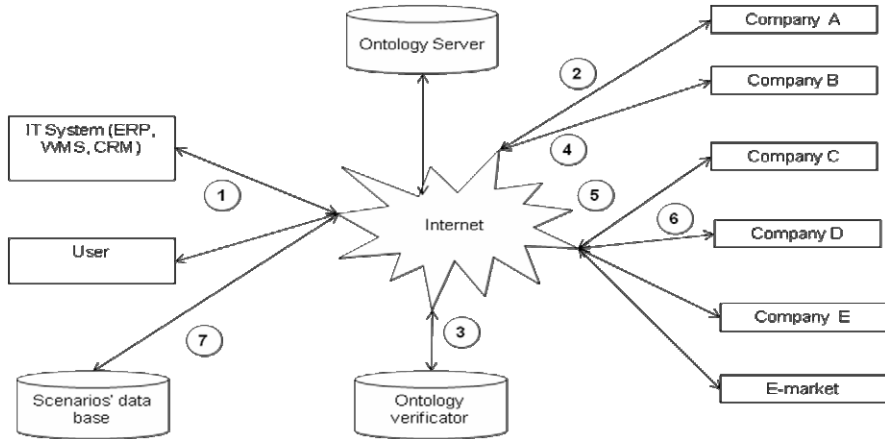 Ontology Server
Company A
Company B
Company C
Company D
Company E
E-market
IT System (ERP,
WMS, CRM)
User
Internet
Scenarios' data
base
Ontology
verificator
1
2
3
4
5
6
7